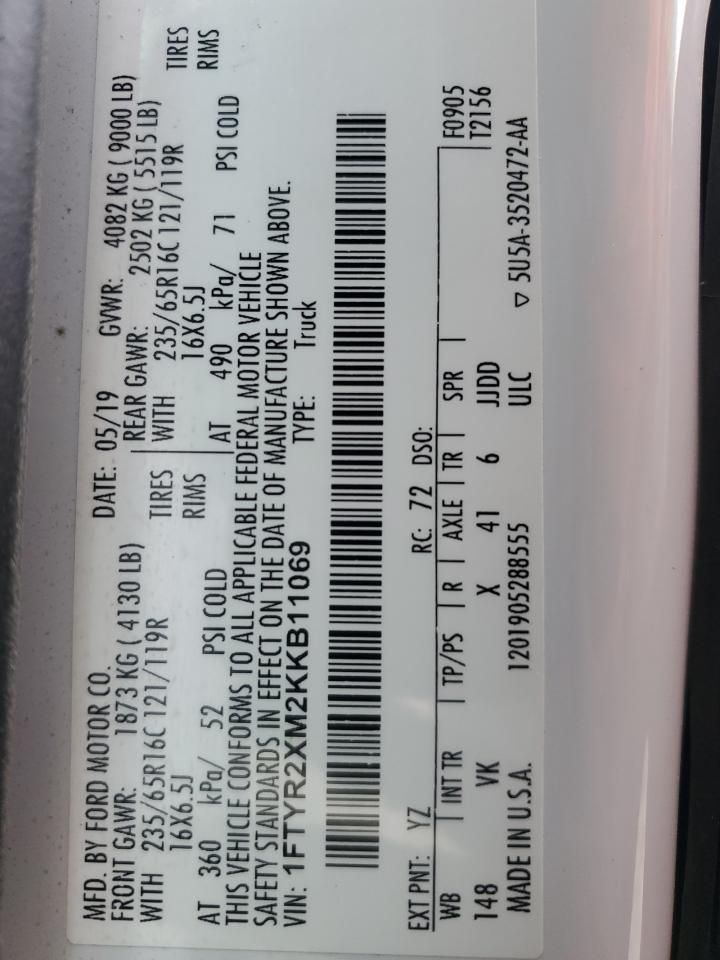 MFD. BY FORD MOTOR CO. DATE: 05/19 GVWR: 4082 KG ( 9000 LB)
FRONT GAWR: 1873 KG ( 4130 LB) REAR GAWR: 2502 KG ( 5515 LB)
WITH 235/65R16C 121/119R TIRES WITH 235/65R16C 121/119R TIRES
16X6.5J RIMS 16X6.5J RIMS
AT 360 kPa/ 52 PSI COLD AT 490 kPa/ 71 PSI COLD
THIS VEHICLE CONFORMS TO ALL APPLICABLE FEDERAL MOTOR VEHICLE
SAFETY STANDARDS IN EFFECT ON THE DATE OF MANUFACTURE SHOWN ABOVE.
VIN: 1FTYR2XM2KKB11069 TYPE: Truck
EXT PNT: YZ RC: 72 DSO:
WB INT TR TP/PS R AXLE TR SPR F0905
148 VK X 41 6 JJDD T2156
MADE IN U.S.A. 1201905288555 ULC ▽ 5U5A-3520472-AA